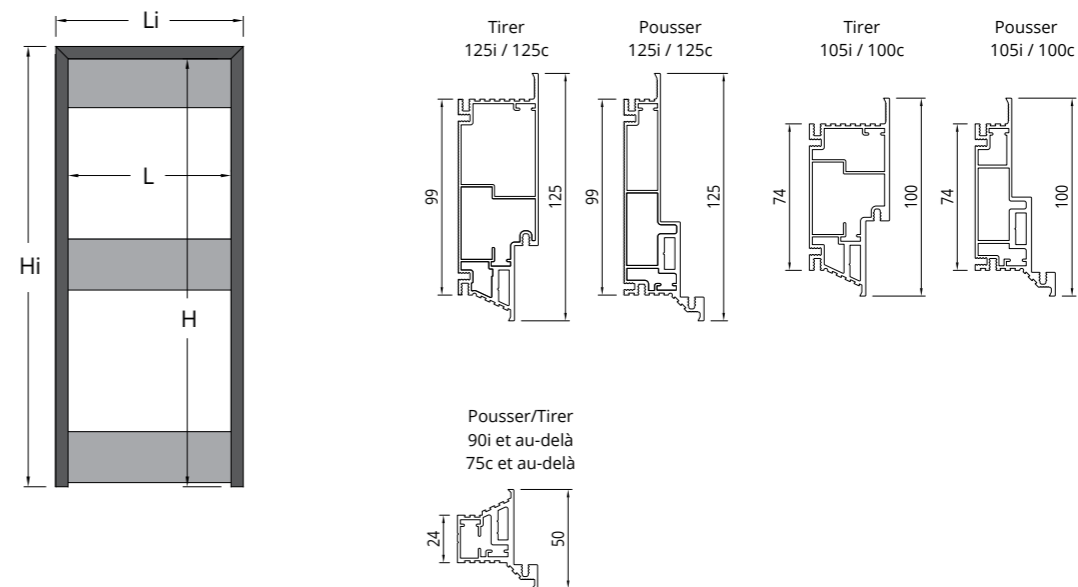 Li
Hi
L
H
Tirer
125i / 125c
99
125
Pousser
125i / 125c
99
125
Tirer
105i / 100c
74
100
Pousser
105i / 100c
74
100
Pousser/Tirer
90i et au-delà
75c et au-delà
24
50